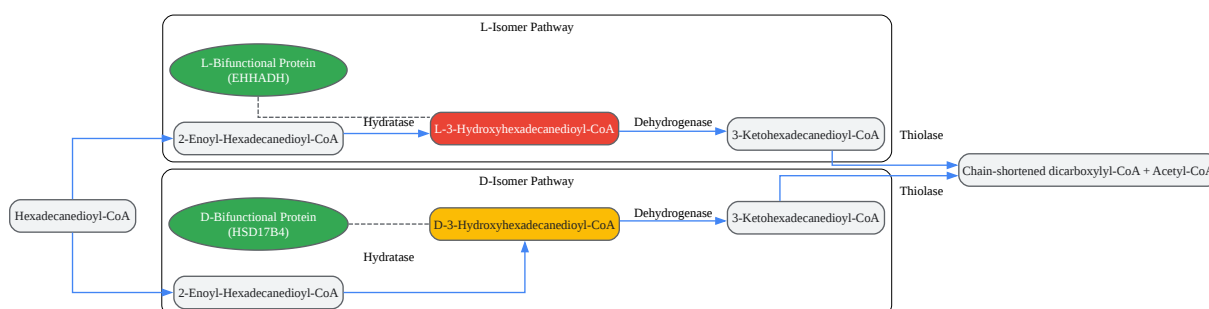 L-Isomer Pathway
L-Bifunctional Protein
(EHHADH)
2-Enoyl-Hexadecanedioyl-CoA
Hydratase
L-3-Hydroxyhexadecanedioyl-CoA
Dehydrogenase
3-Ketohexadecanedioyl-CoA
Thiolase
Chain-shortened dicarboxylyl-CoA + Acetyl-CoA
Thiolase
Hexadecanedioyl-CoA
D-Isomer Pathway
D-Bifunctional Protein
(HSD17B4)
D-3-Hydroxyhexadecanedioyl-CoA
Dehydrogenase
3-Ketohexadecanedioyl-CoA
Hydratase
2-Enoyl-Hexadecanedioyl-CoA